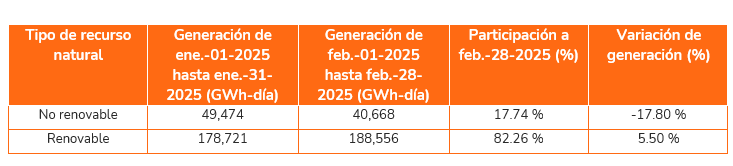 Tipo de recurso natural
Generación de ene.-01-2025 hasta ene.-31-2025 (GWh-día)
Generación de feb.-01-2025 hasta feb.-28-2025 (GWh-día)
Participación a feb.-28-2025 (%)
Variación de generación (%)
No renovable 49,474 40,668 17.74 % -17.80 %
Renovable 178,721 188,556 82.26 % 5.50 %